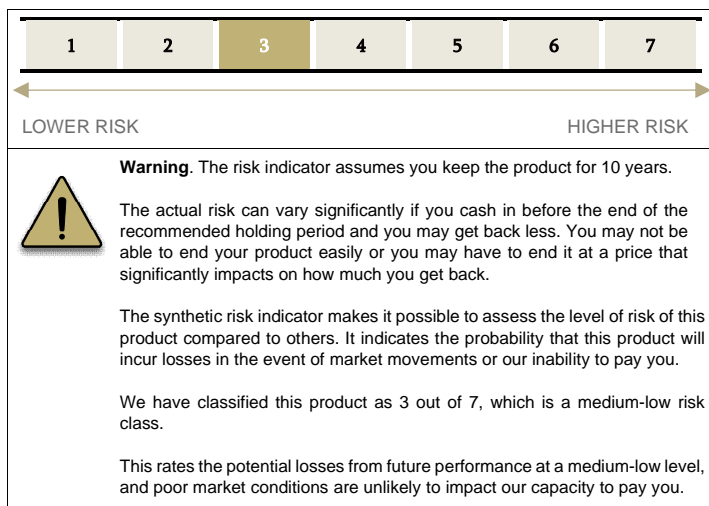 1 2 3 4 5 6 7
LOWER RISK HIGHER RISK
Warning. The risk indicator assumes you keep the product for 10 years.
The actual risk can vary significantly if you cash in before the end of the
recommended holding period and you may get back less. You may not be
able to end your product easily or you may have to end it at a price that
significantly impacts on how much you get back.
The synthetic risk indicator makes it possible to assess the level of risk of this
product compared to others. It indicates the probability that this product will
incur losses in the event of market movements or our inability to pay you.
We have classified this product as 3 out of 7, which is a medium-low risk
class.
This rates the potential losses from future performance at a medium-low level,
and poor market conditions are unlikely to impact our capacity to pay you.